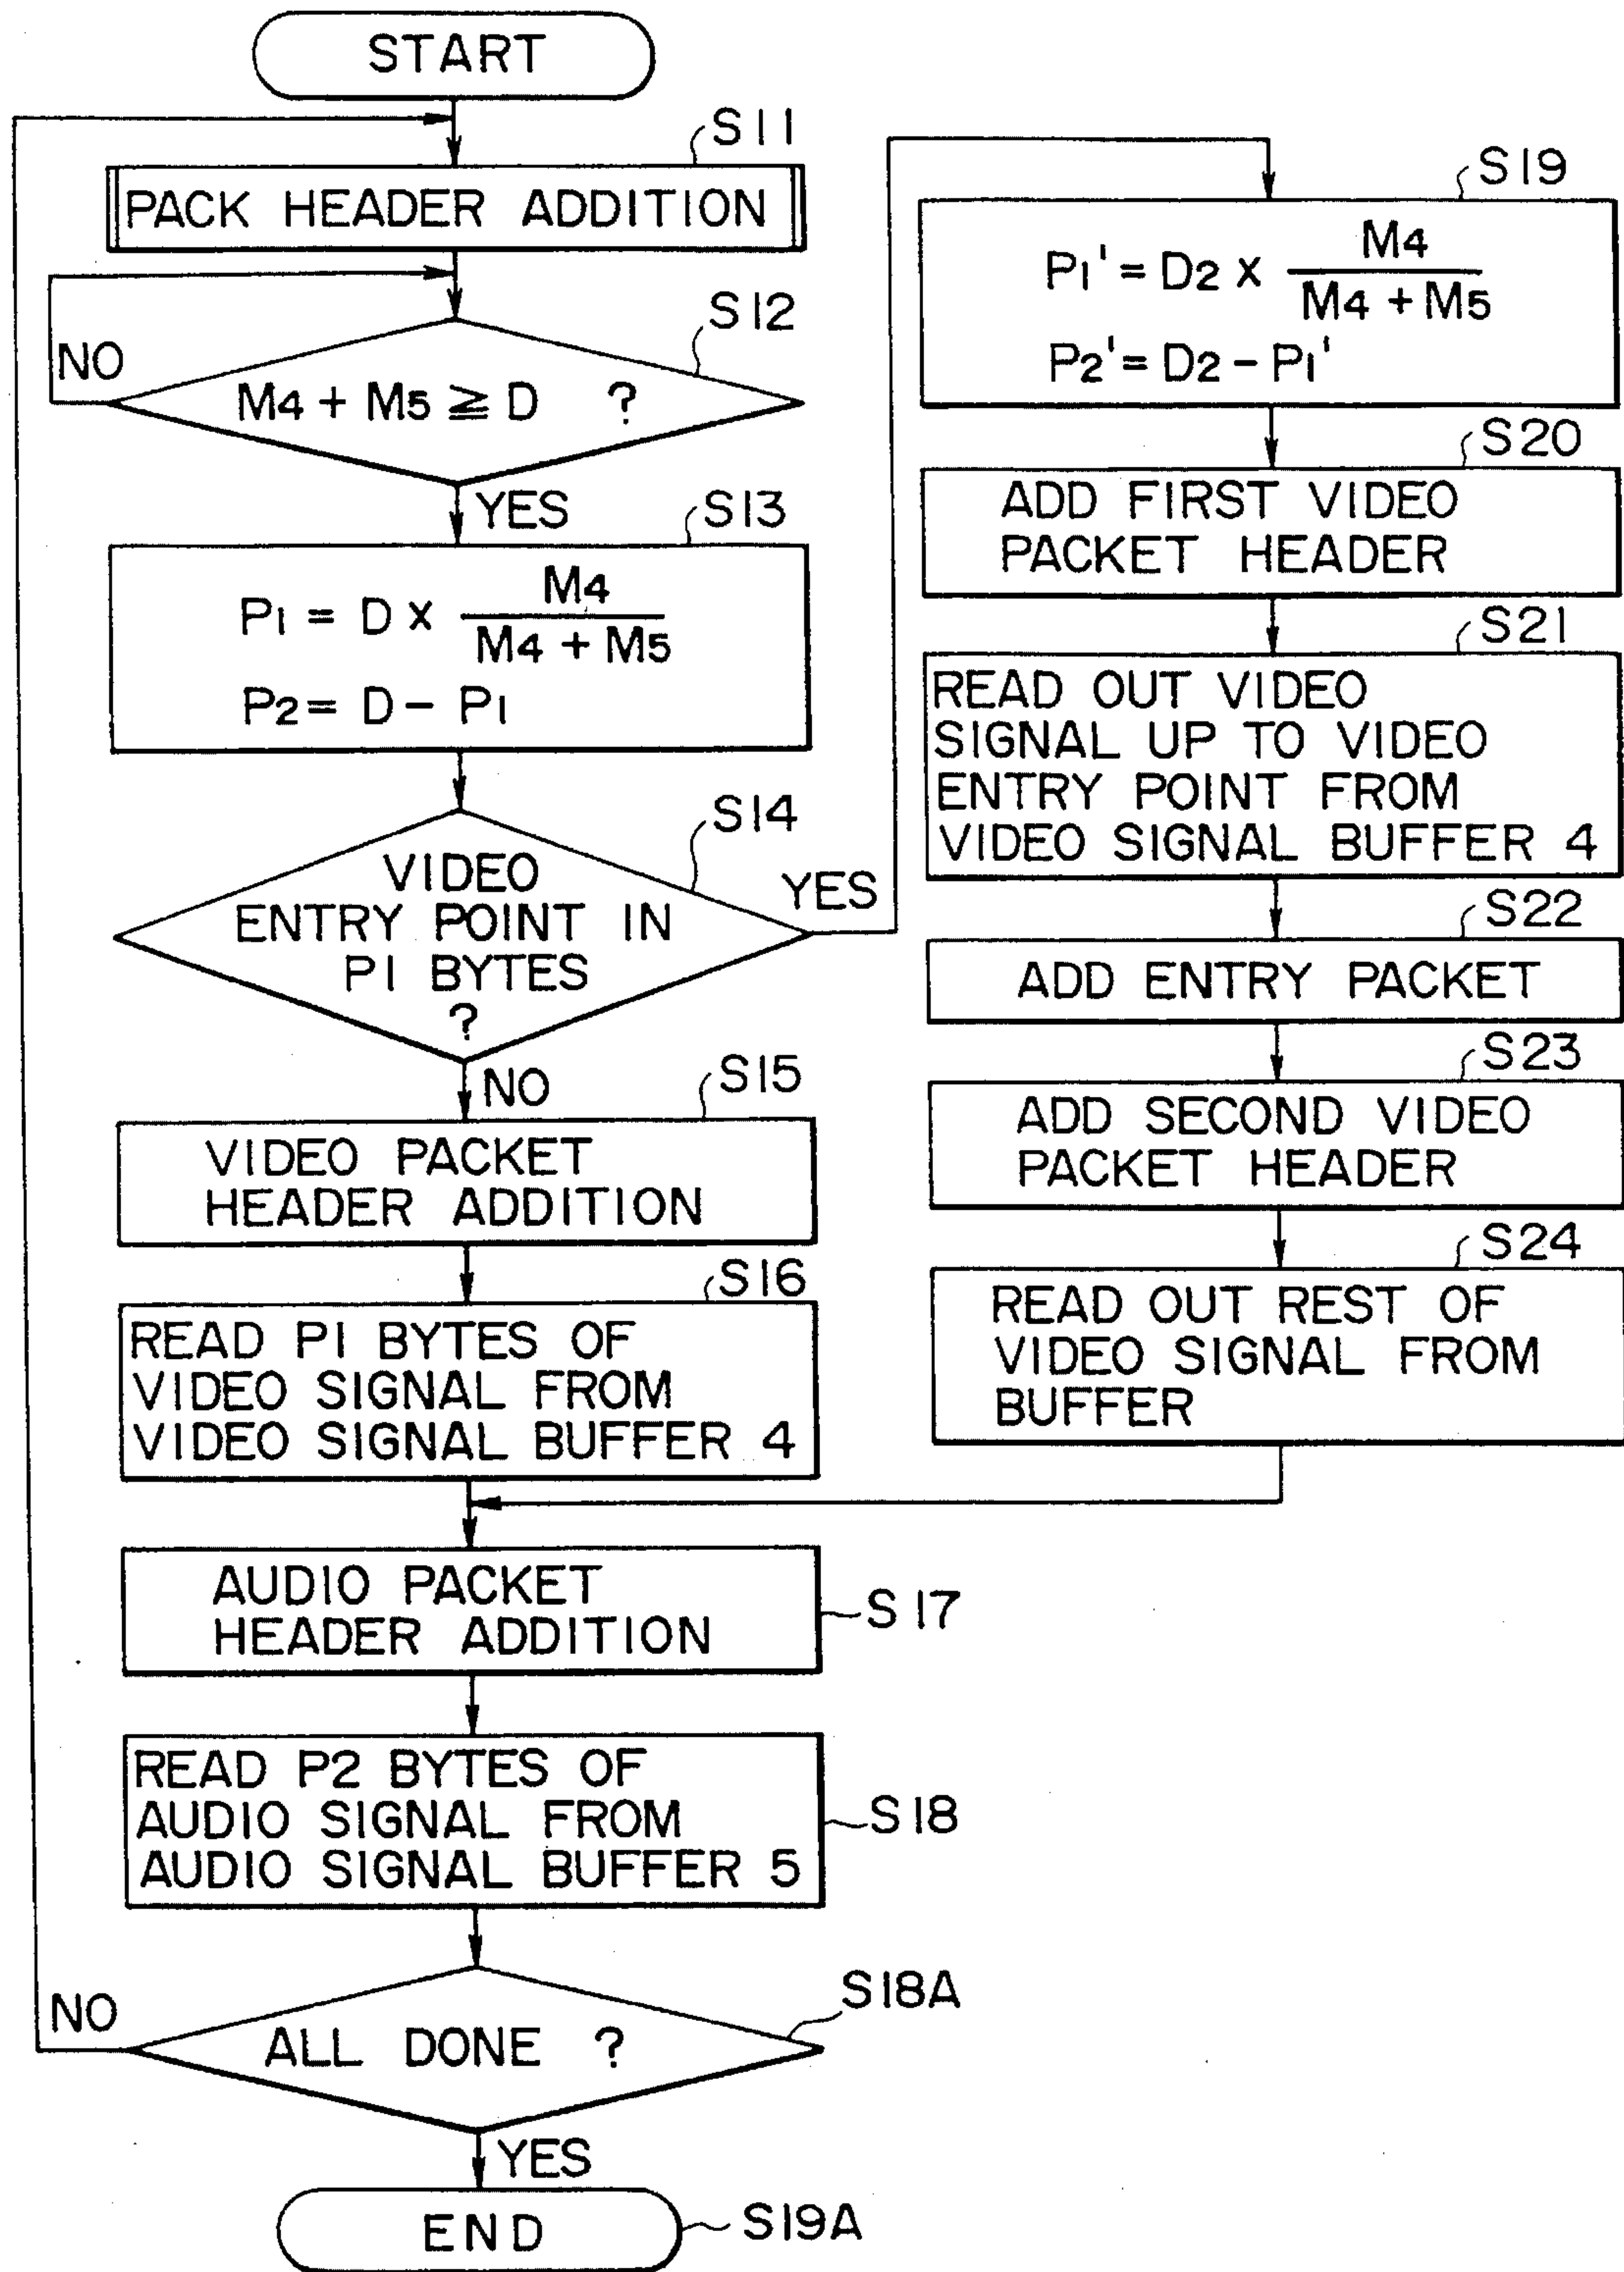 START
S11
PACK HEADER ADDITION
S12
NO
M4 + M5 ≧ D ?
YES
S13
P1 = D x M4
M4 + M5
P2 = D - P1
S14
VIDEO
ENTRY POINT IN
P1 BYTES
?
YES
NO
S15
VIDEO PACKET
HEADER ADDITION
S16
READ P1 BYTES OF
VIDEO SIGNAL FROM
VIDEO SIGNAL BUFFER 4
S19
P1' = D2 x M4
M4 + M5
P2' = D2 - P1'
S20
ADD FIRST VIDEO
PACKET HEADER
S21
READ OUT VIDEO
SIGNAL UP TO VIDEO
ENTRY POINT FROM
VIDEO SIGNAL BUFFER 4
S22
ADD ENTRY PACKET
S23
ADD SECOND VIDEO
PACKET HEADER
S24
READ OUT REST OF
VIDEO SIGNAL FROM
BUFFER
AUDIO PACKET
HEADER ADDITION
S17
READ P2 BYTES OF
AUDIO SIGNAL FROM
AUDIO SIGNAL BUFFER 5
S18
S18A
NO
ALL DONE ?
YES
END
S19A